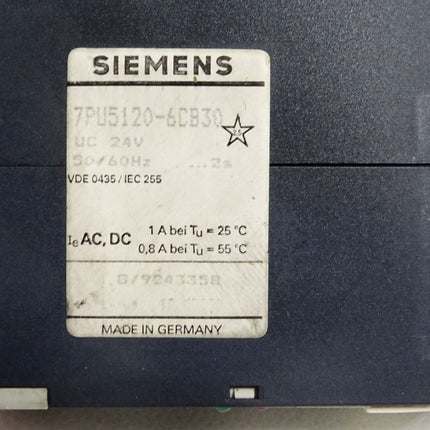 SIEMENS
7PU5120-6CB30
UC 24V
50/60Hz ...2s
VDE 0435/IEC 255
Ie AC, DC 1 A bei Tu = 25 °C
0,8 A bei Tu = 55 °C
MADE IN GERMANY